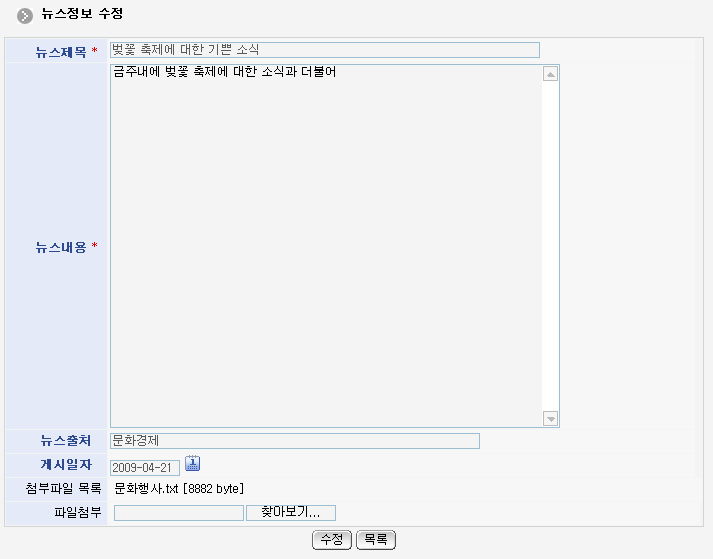 뉴스정보 수정
뉴스제목 * 벚꽃 축제에 대한 기쁜 소식
뉴스내용 * 금주내에 벚꽃 축제에 대한 소식과 더불어
뉴스출처 문화경제
게시일자 2009-04-21 1
첨부파일 목록 문화행사.txt [8882 byte]
파일첨부 찾아보기...
수정 목록